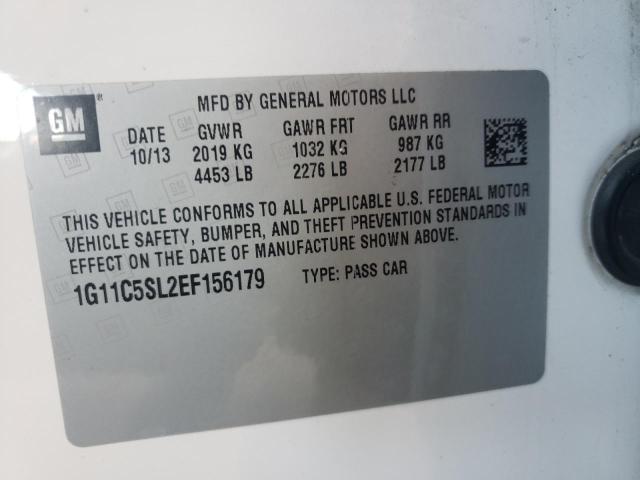 GM
MFD BY GENERAL MOTORS LLC
DATE GVWR GAWR FRT GAWR RR
10/13 2019 KG 1032 KG 987 KG
4453 LB 2276 LB 2177 LB
THIS VEHICLE CONFORMS TO ALL APPLICABLE U.S. FEDERAL MOTOR
VEHICLE SAFETY, BUMPER, AND THEFT PREVENTION STANDARDS IN
EFFECT ON THE DATE OF MANUFACTURE SHOWN ABOVE.
1G11C5SL2EF156179 TYPE: PASS CAR